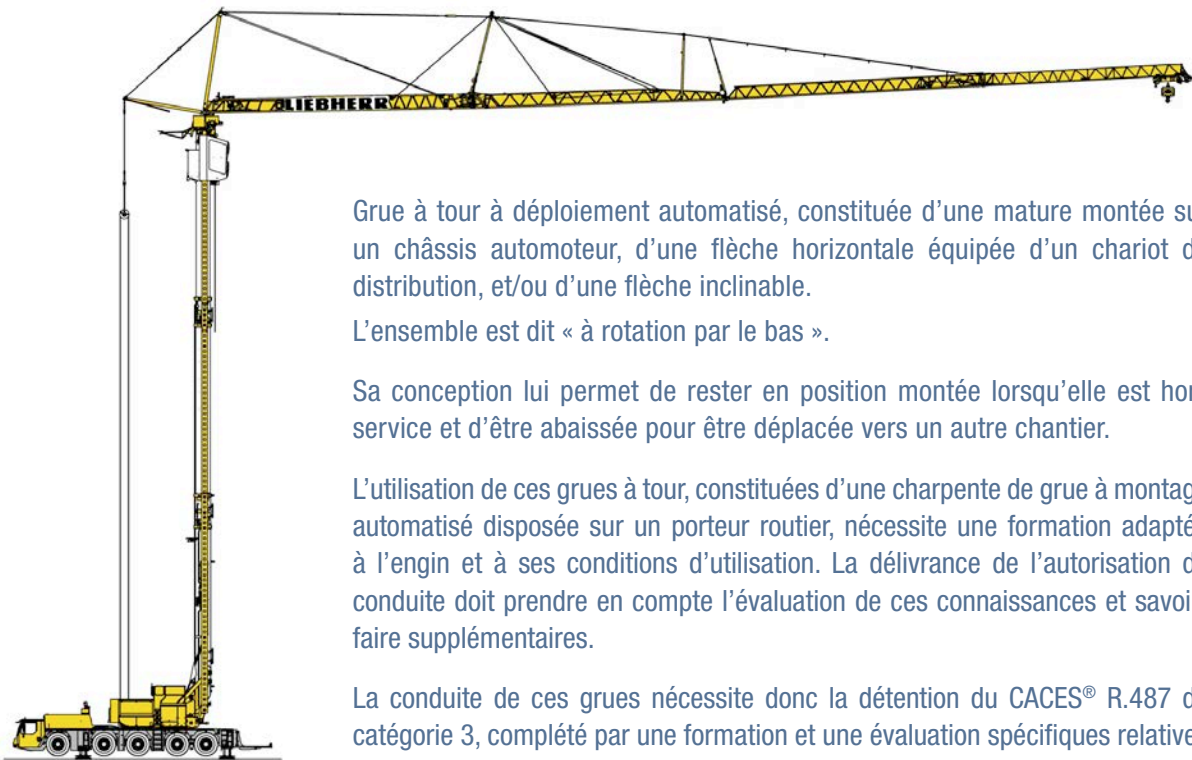 LIEBHERR
Grue à tour à déploiement automatisé, constituée d'une mature montée su
un châssis automoteur, d'une flèche horizontale équipée d'un chariot d
distribution, et/ou d'une flèche inclinable.
L'ensemble est dit « à rotation par le bas ».
Sa conception lui permet de rester en position montée lorsqu'elle est hor
service et d'être abaissée pour être déplacée vers un autre chantier.
L'utilisation de ces grues à tour, constituées d'une charpente de grue à montag
automatisé disposée sur un porteur routier, nécessite une formation adapté
à l'engin et à ses conditions d'utilisation. La délivrance de l'autorisation d
conduite doit prendre en compte l'évaluation de ces connaissances et savoi
faire supplémentaires.
La conduite de ces grues nécessite donc la détention du CACES® R.487 d
catégorie 3, complété par une formation et une évaluation spécifiques relative